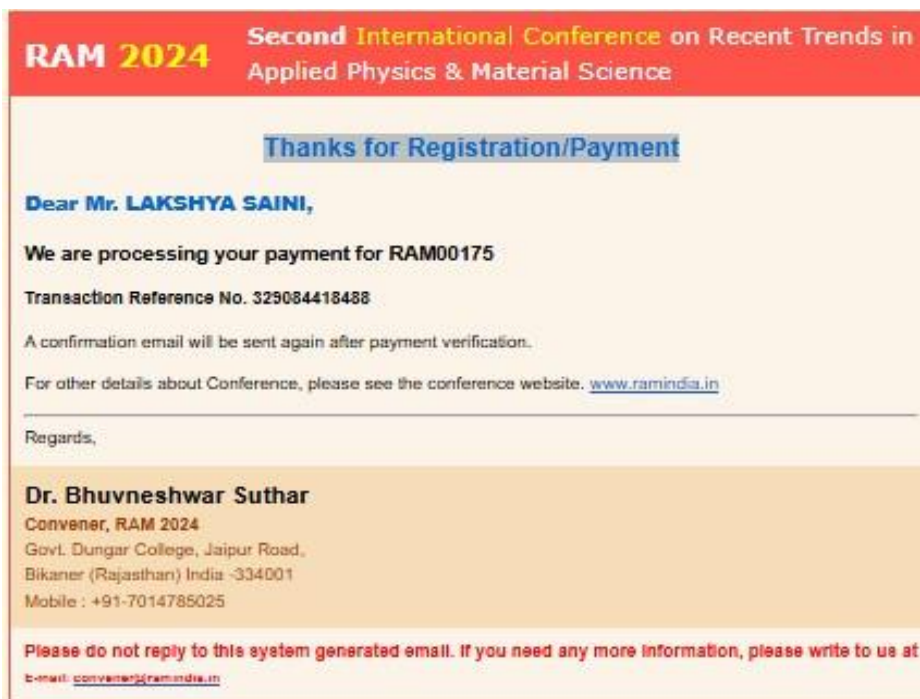 RAM 2024
Second International Conference on Recent Trends in
Applied Physics & Material Science
Thanks for Registration/Payment
Dear Mr. LAKSHYA SAINI,
We are processing your payment for RAM00175
Transaction Reference No. 329084418488
A confirmation email will be sent again after payment verification.
For other details about Conference, please see the conference website. www.ramindia.in
Regards,
Dr. Bhuvneshwar Suthar
Convener, RAM 2024
Govt. Dungar College, Jaipur Road,
Bikaner (Rajasthan) India -334001
Mobile : +91-7014785025
Please do not reply to this system generated email. If you need any more information, please write to us at
E-mail: convener@ramindia.in